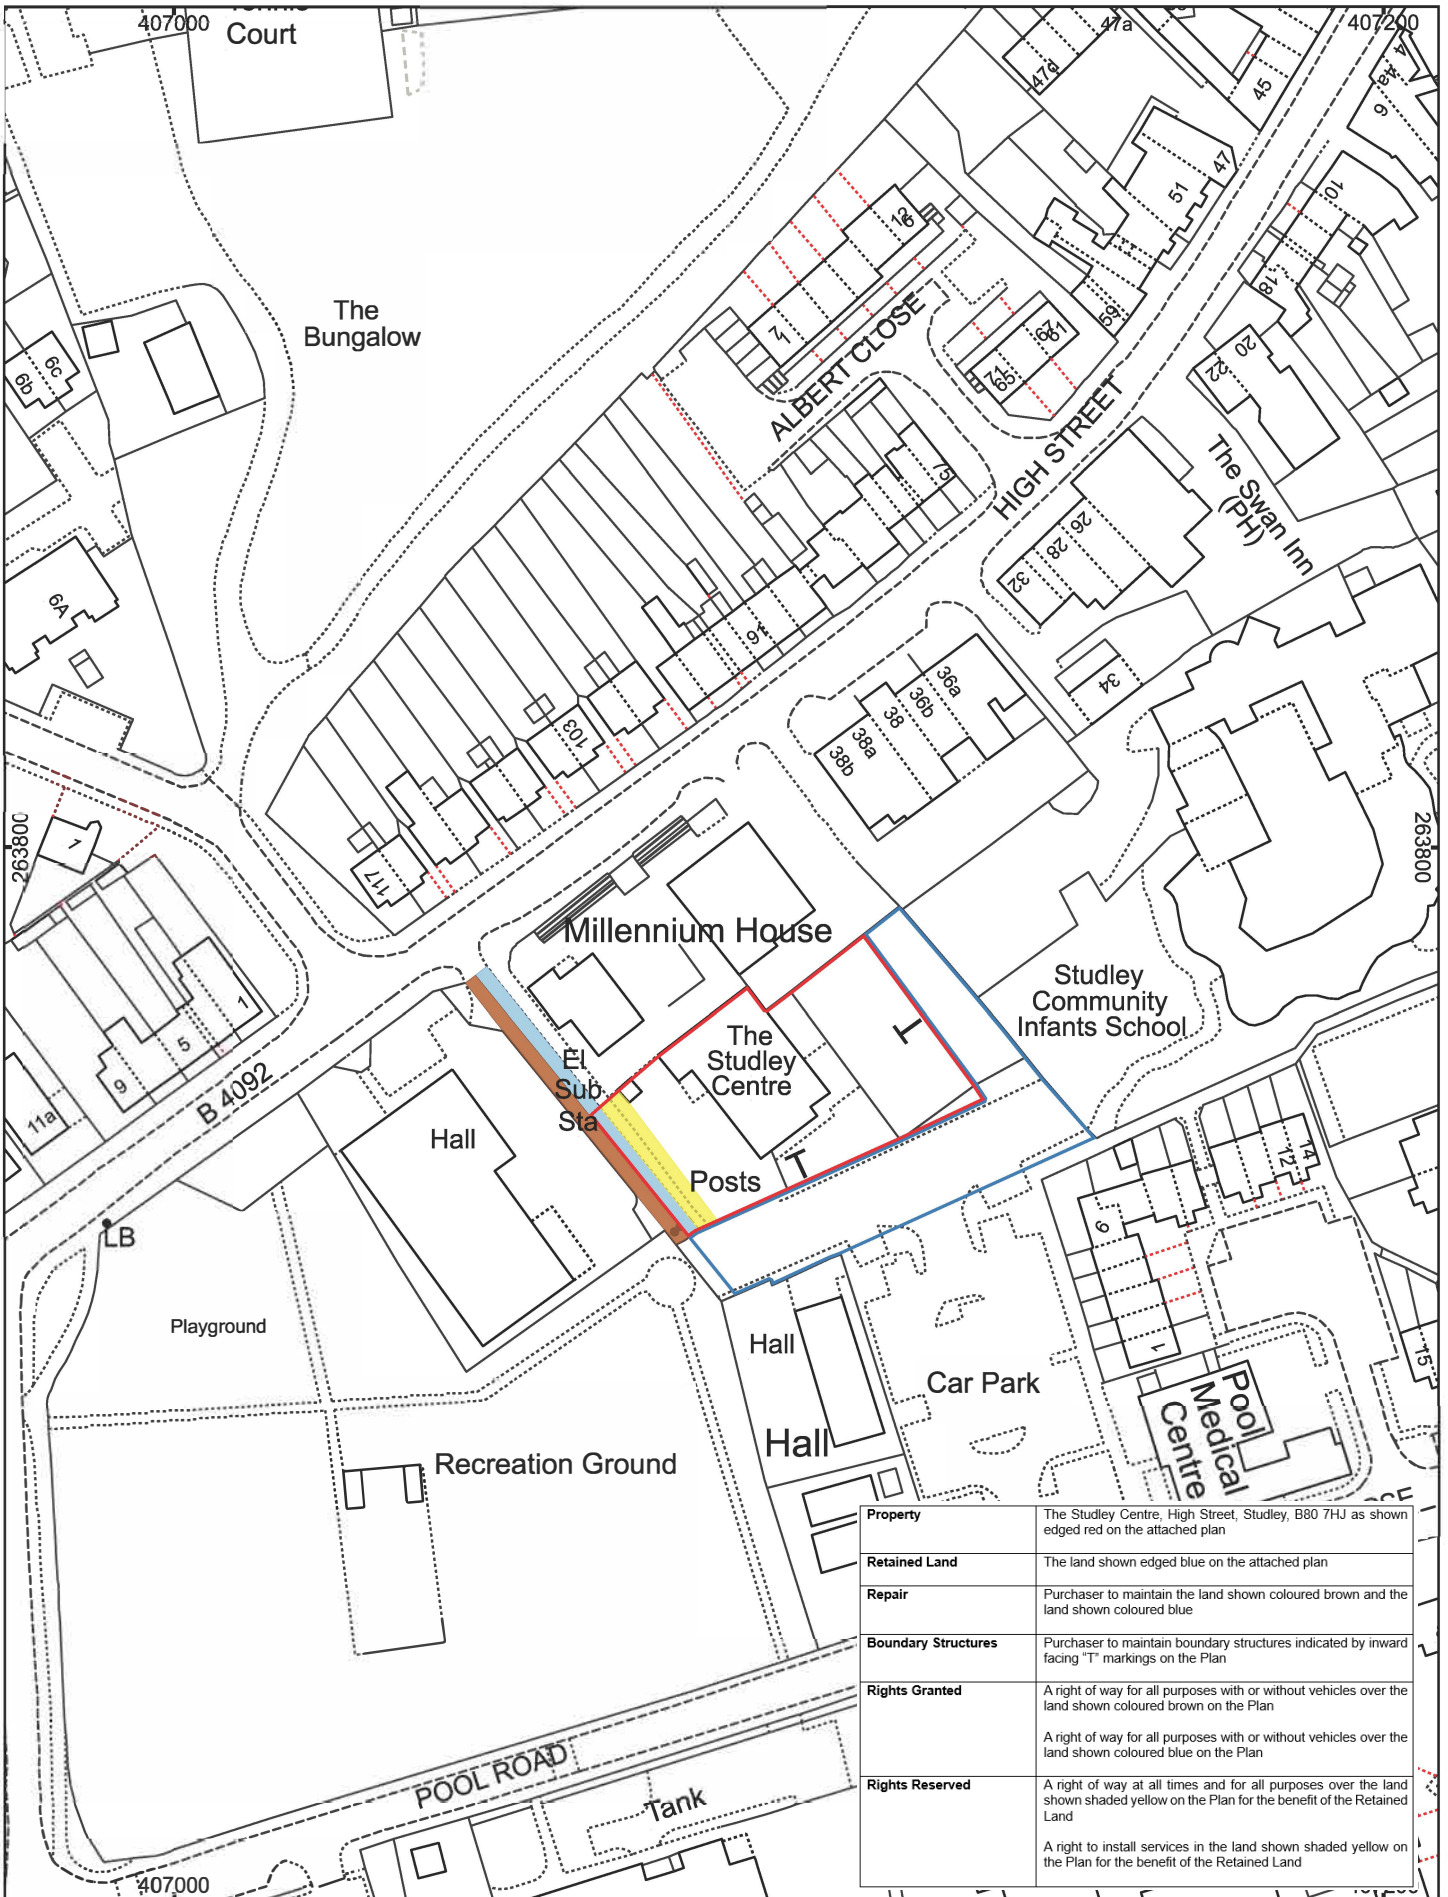 407000
Court
47a
407200
47d
45
4
4a
6
47
51
10
126
The
Bungalow
7
1
ALBERT CLOSE
59
18
67
61
71
65
6c
6b
20
22
HIGH STREET
75
The Swan Inn
(PH)
26
28
32
6A
91
34
36a
36b
38
38a
38b
103
263800
263800
7
117
Millennium House
Studley
Community
Infants School
1
5
9
The
Studley
Centre
El
Sub
Sta
B 4092
11a
Hall
14
12
Posts
LB
9
Playground
Hall
1
15
Car Park
Pool
Medical
Centre
Hall
Recreation Ground
Property
The Studley Centre, High Street, Studley, B80 7HJ as shown
edged red on the attached plan
Retained Land
The land shown edged blue on the attached plan
Repair
Purchaser to maintain the land shown coloured brown and the
land shown coloured blue
Boundary Structures
Purchaser to maintain boundary structures indicated by inward
facing "T" markings on the Plan
Rights Granted
A right of way for all purposes with or without vehicles over the
land shown coloured brown on the Plan
A right of way for all purposes with or without vehicles over the
land shown coloured blue on the Plan
Rights Reserved
A right of way at all times and for all purposes over the land
shown shaded yellow on the Plan for the benefit of the Retained
Land
A right to install services in the land shown shaded yellow on
the Plan for the benefit of the Retained Land
POOL ROAD
Tank
407000